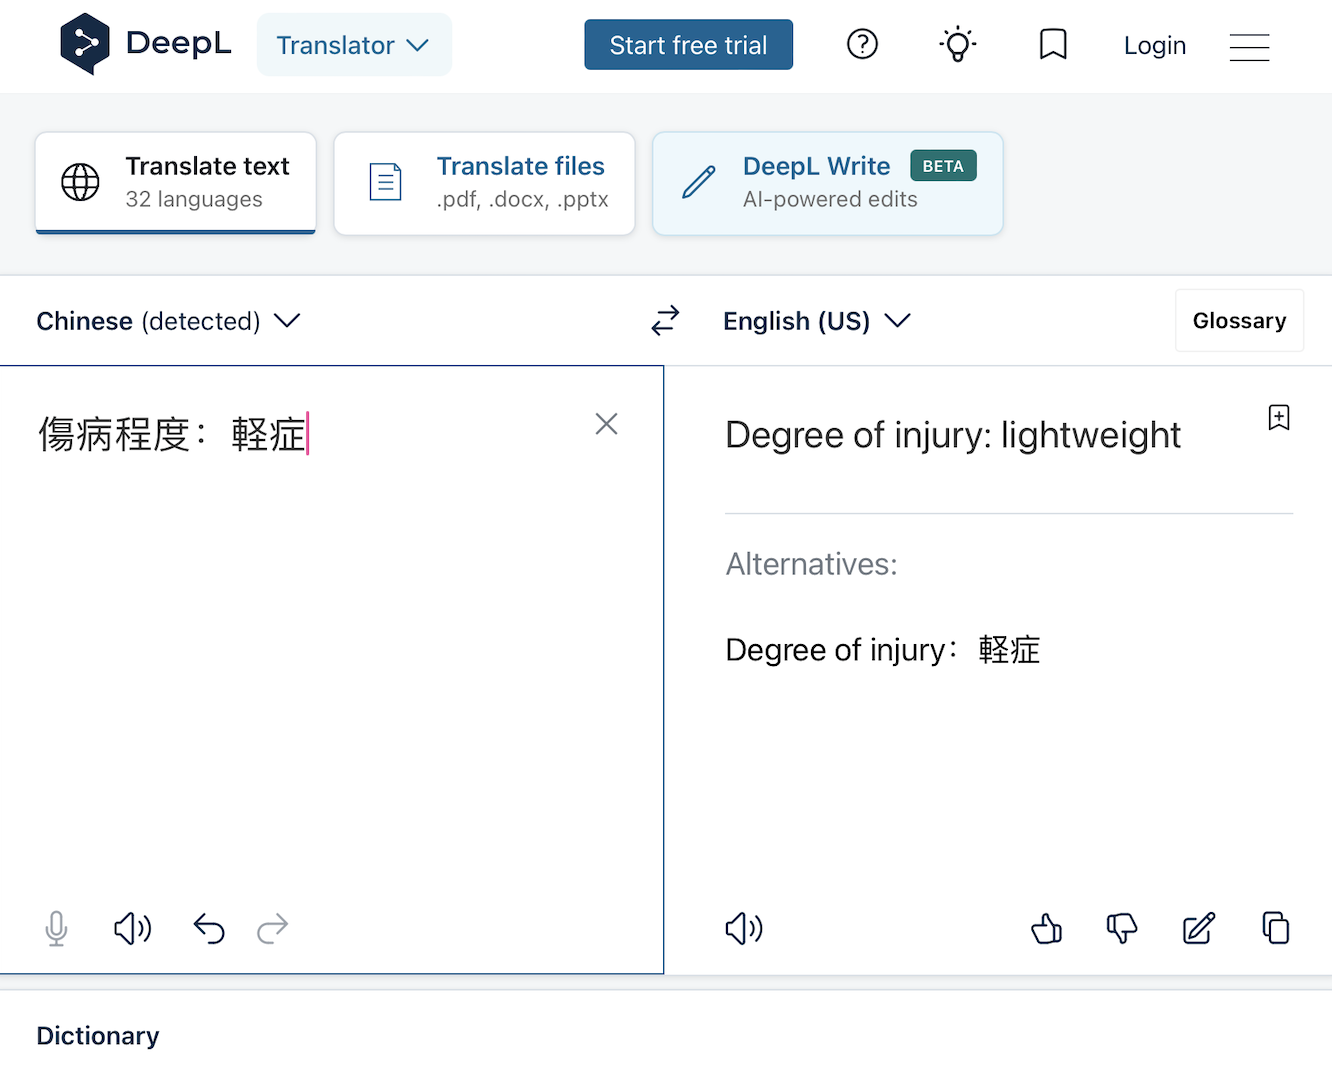 DeepL
Translator
Start free trial
Login
Translate text
32 languages
Translate files
.pdf, .docx, .pptx
DeepL Write
BETA
AI-powered edits
Chinese (detected)
English (US)
Glossary
傷病程度：軽症
Degree of injury: lightweight
Alternatives:
Degree of injury：軽症
Dictionary